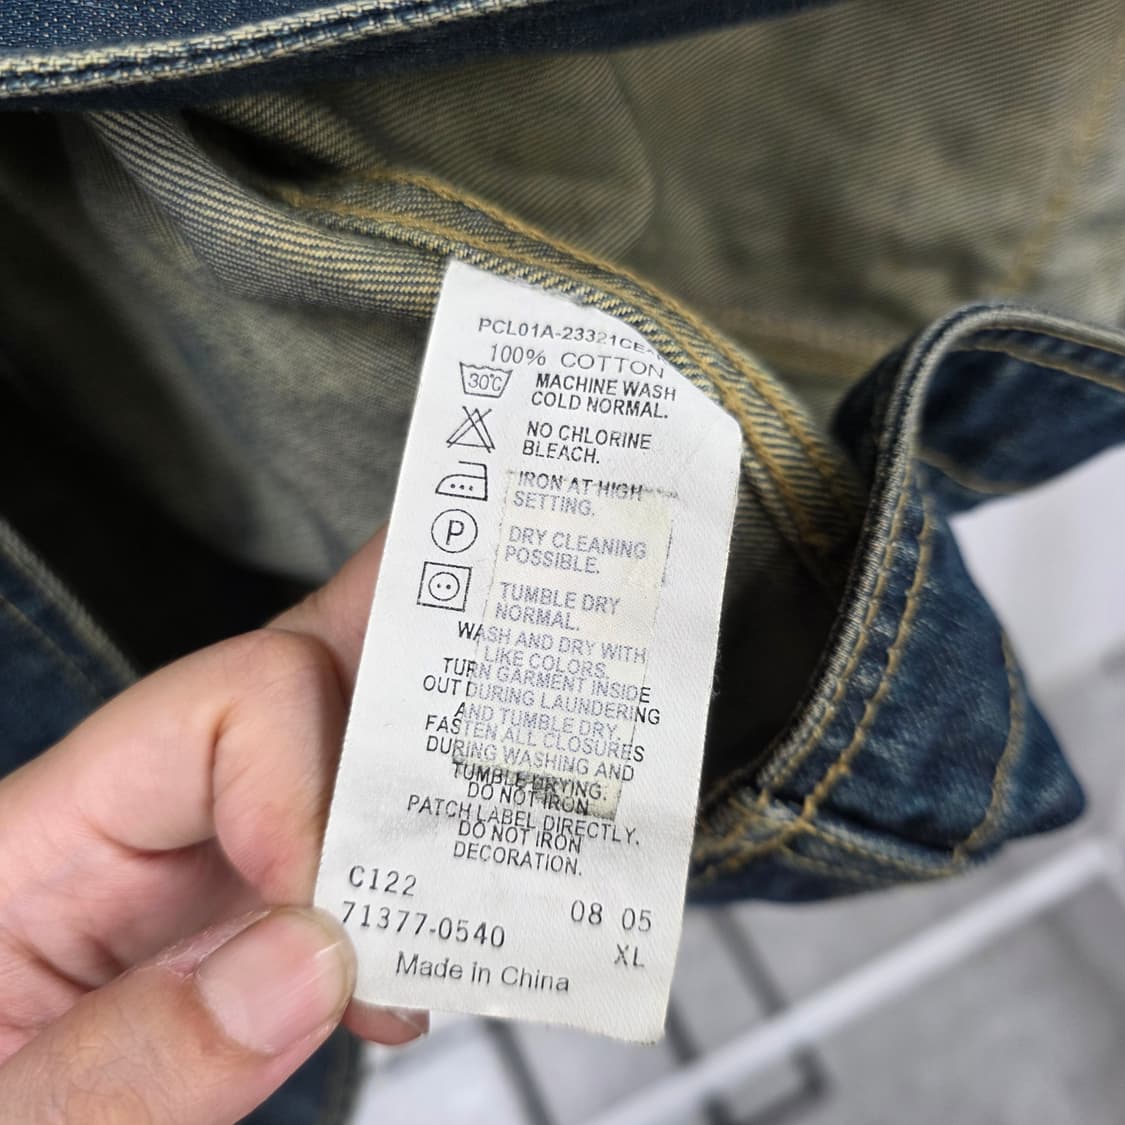 PCL01A-23321CE
100% COTTON
30°C MACHINE WASH
COLD NORMAL.
NO CHLORINE
BLEACH.
IRON AT HIGH
SETTING.
P DRY CLEANING
POSSIBLE.
TUMBLE DRY
NORMAL.
WASH AND DRY WITH
LIKE COLORS.
TURN GARMENT INSIDE
OUT DURING LAUNDERING
AND TUMBLE DRY.
FASTEN ALL CLOSURES
DURING WASHING AND
TUMBLE DRYING.
DO NOT IRON
PATCH LABEL DIRECTLY.
DO NOT IRON
DECORATION.
C122
08 05
71377-0540
XL
Made in China